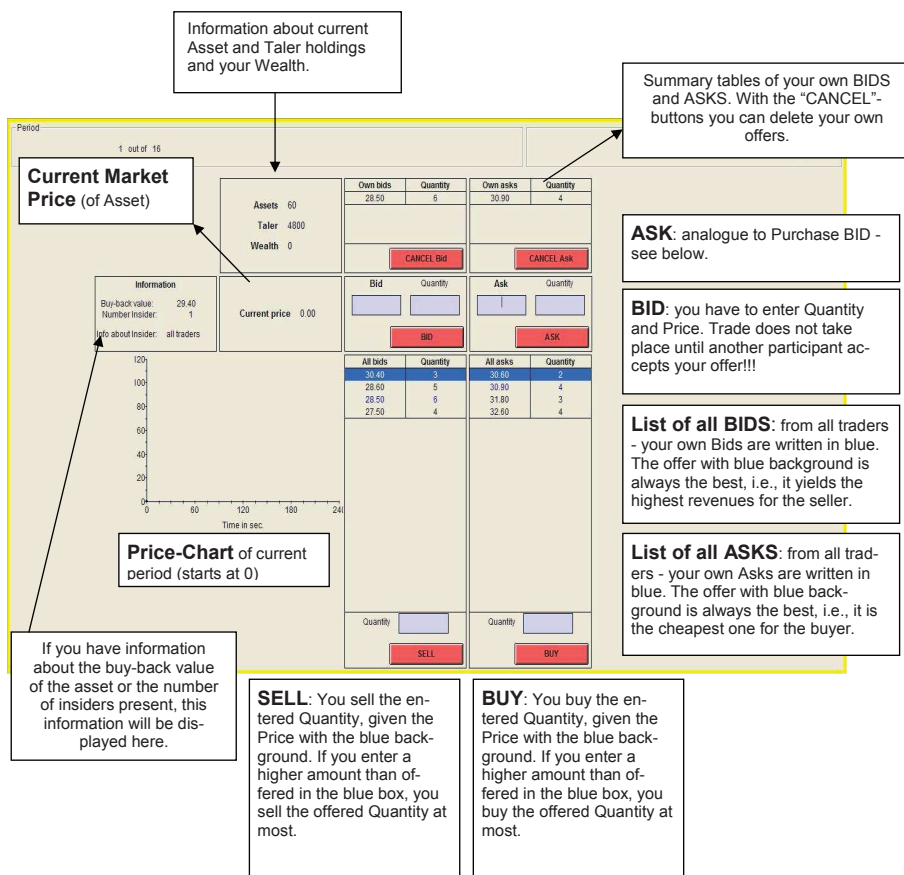 Information about current
Asset and Taler holdings
and your Wealth.
Summary tables of your own BIDS
and ASKS. With the “CANCEL”-
buttons you can delete your own
offers.
Period
1 out of 16
Current Market
Price (of Asset)
Assets 60
Taler 4800
Wealth 0
Own bids Quantity Own asks Quantity
28.50 6 30.90 4
CANCEL Bid CANCEL Ask
ASK: analogue to Purchase BID -
see below.
Information
Buy-back value: 29.40
Number Insider: 1
Info about Insider: all traders
Current price 0.00
Bid Quantity Ask Quantity
BID ASK
BID: you have to enter Quantity
and Price. Trade does not take
place until another participant ac-
cepts your offer!!!
All bids Quantity All asks Quantity
30.40 3 30.60 2
28.60 5 30.90 4
28.50 6 31.80 3
27.50 4 32.60 4
120
100
80
60
40
20
0
0 60 120 180 240
Time in sec.
List of all BIDS: from all traders
- your own Bids are written in blue.
The offer with blue background is
always the best, i.e., it yields the
highest revenues for the seller.
Price-Chart of current
period (starts at 0)
List of all ASKS: from all trad-
ers - your own Asks are written in
blue. The offer with blue back-
ground is always the best, i.e., it is
the cheapest one for the buyer.
Quantity Quantity
SELL BUY
If you have information
about the buy-back value
of the asset or the number
of insiders present, this
information will be dis-
played here.
SELL: You sell the en-
tered Quantity, given the
Price with the blue back-
ground. If you enter a
higher amount than of-
fered in the blue box, you
sell the offered Quantity at
most.
BUY: You buy the en-
tered Quantity, given the
Price with the blue back-
ground. If you enter a
higher amount than of-
fered in the blue box, you
buy the offered Quantity at
most.